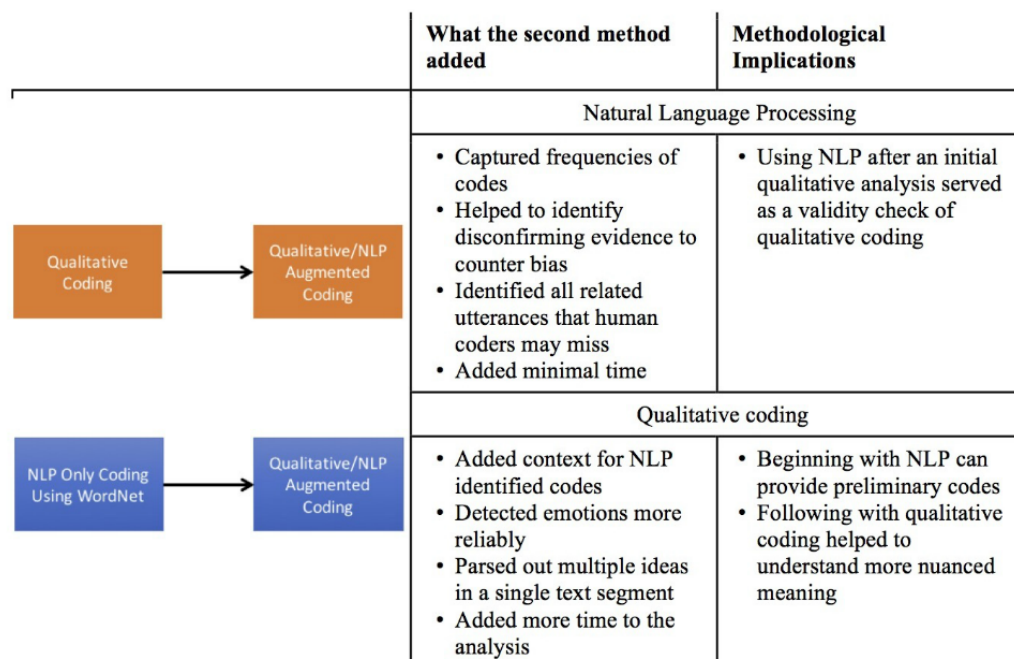 What the second method
added
Methodological
Implications
Natural Language Processing
Qualitative
Coding
Qualitative/NLP
Augmented
Coding
• Captured frequencies of
codes
• Helped to identify
disconfirming evidence to
counter bias
• Identified all related
utterances that human
coders may miss
• Added minimal time
• Using NLP after an initial
qualitative analysis served
as a validity check of
qualitative coding
Qualitative coding
NLP Only Coding
Using WordNet
Qualitative/NLP
Augmented
Coding
• Added context for NLP
identified codes
• Detected emotions more
reliably
• Parsed out multiple ideas
in a single text segment
• Added more time to the
analysis
• Beginning with NLP can
provide preliminary codes
• Following with qualitative
coding helped to
understand more nuanced
meaning